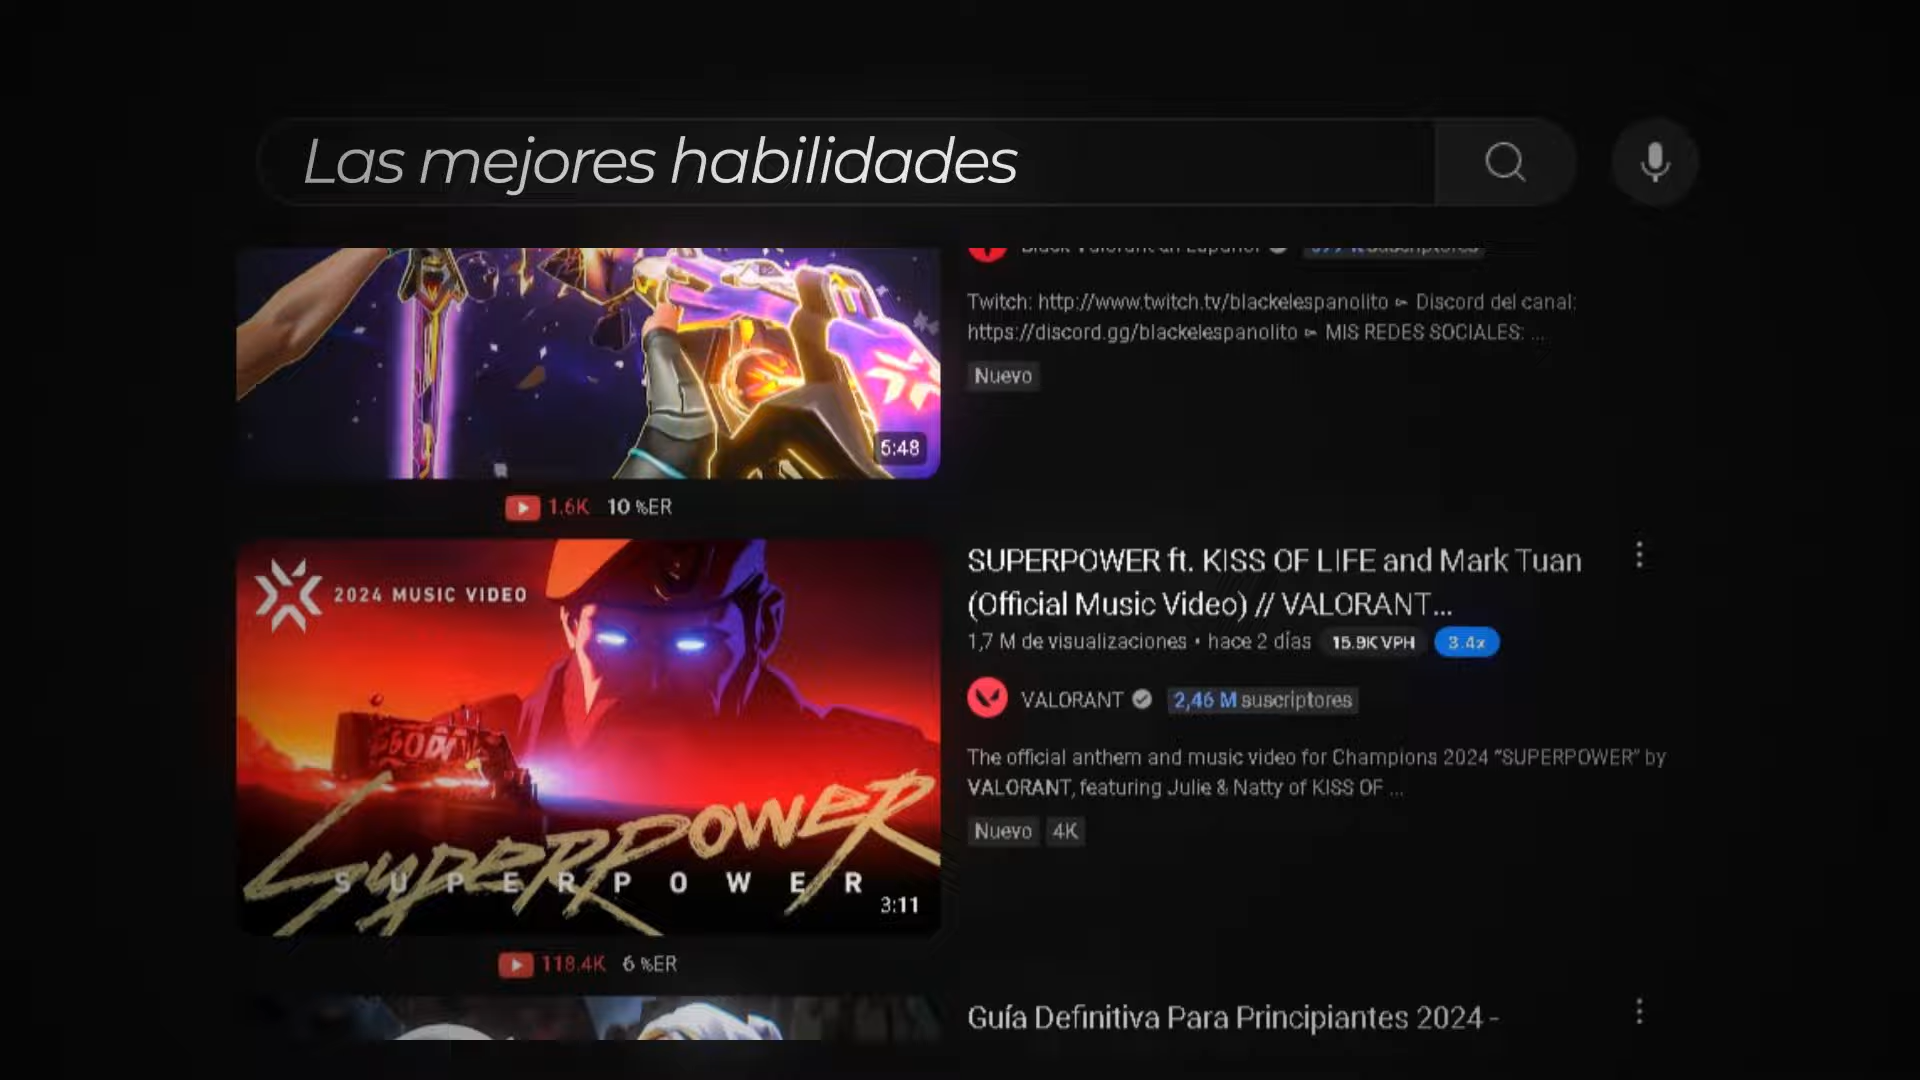 Las mejores habilidades
Twitch: http://www.twitch.tv/blackelespanolito ⊳ Discord del canal:
https://discord.gg/blackelespanolito ⊳ MIS REDES SOCIALES: ...
Nuevo
5:48
1.6K 10 %ER
2024 MUSIC VIDEO
SUPERPOWER
SUPERPOWER
3:11
118.4K 6 %ER
SUPERPOWER ft. KISS OF LIFE and Mark Tuan
(Official Music Video) // VALORANT...
1,7 M de visualizaciones • hace 2 días 15.9K VPH 3.4x
VALORANT 2,46 M suscriptores
The official anthem and music video for Champions 2024 "SUPERPOWER" by
VALORANT, featuring Julie & Natty of KISS OF ...
Nuevo 4K
Guía Definitiva Para Principiantes 2024 -